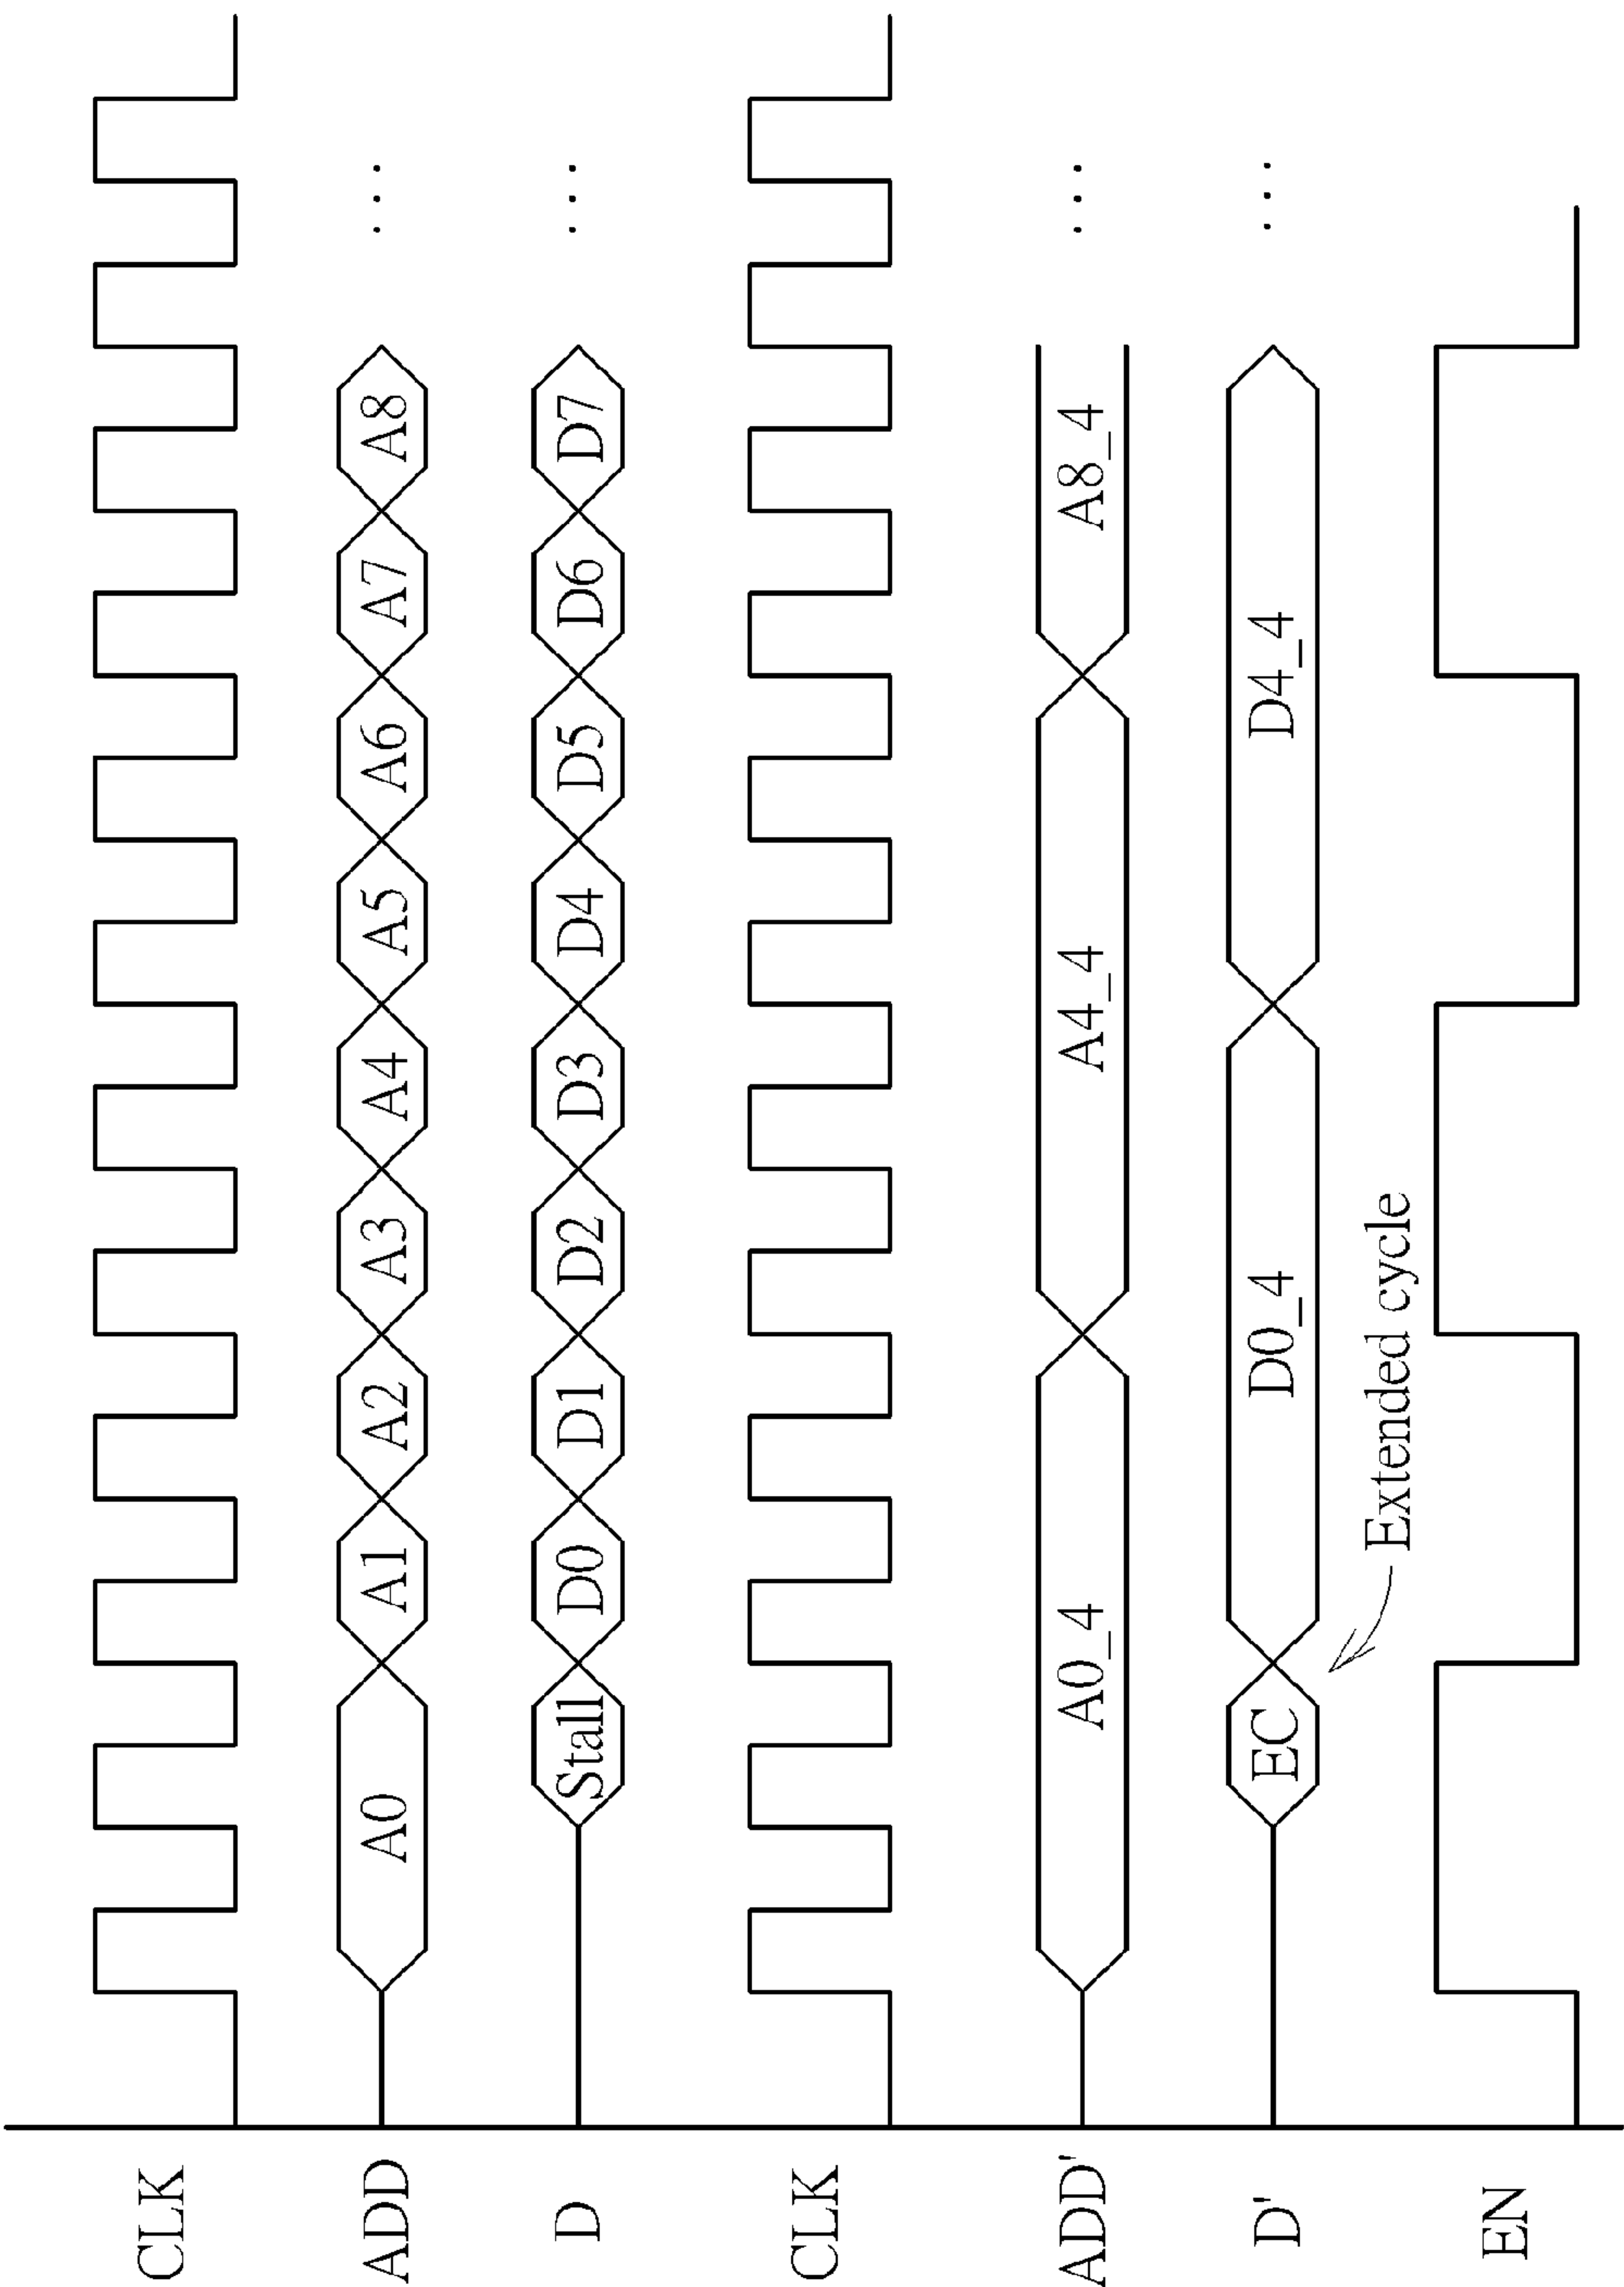 CLK
ADD A0 A1 A2 A3 A4 A5 A6 A7 A8 ...
D Stall D0 D1 D2 D3 D4 D5 D6 D7 ...
CLK
ADD' A0_4 A4_4 A8_4 ...
D' EC D0_4 D4_4 ...
Extended cycle
EN